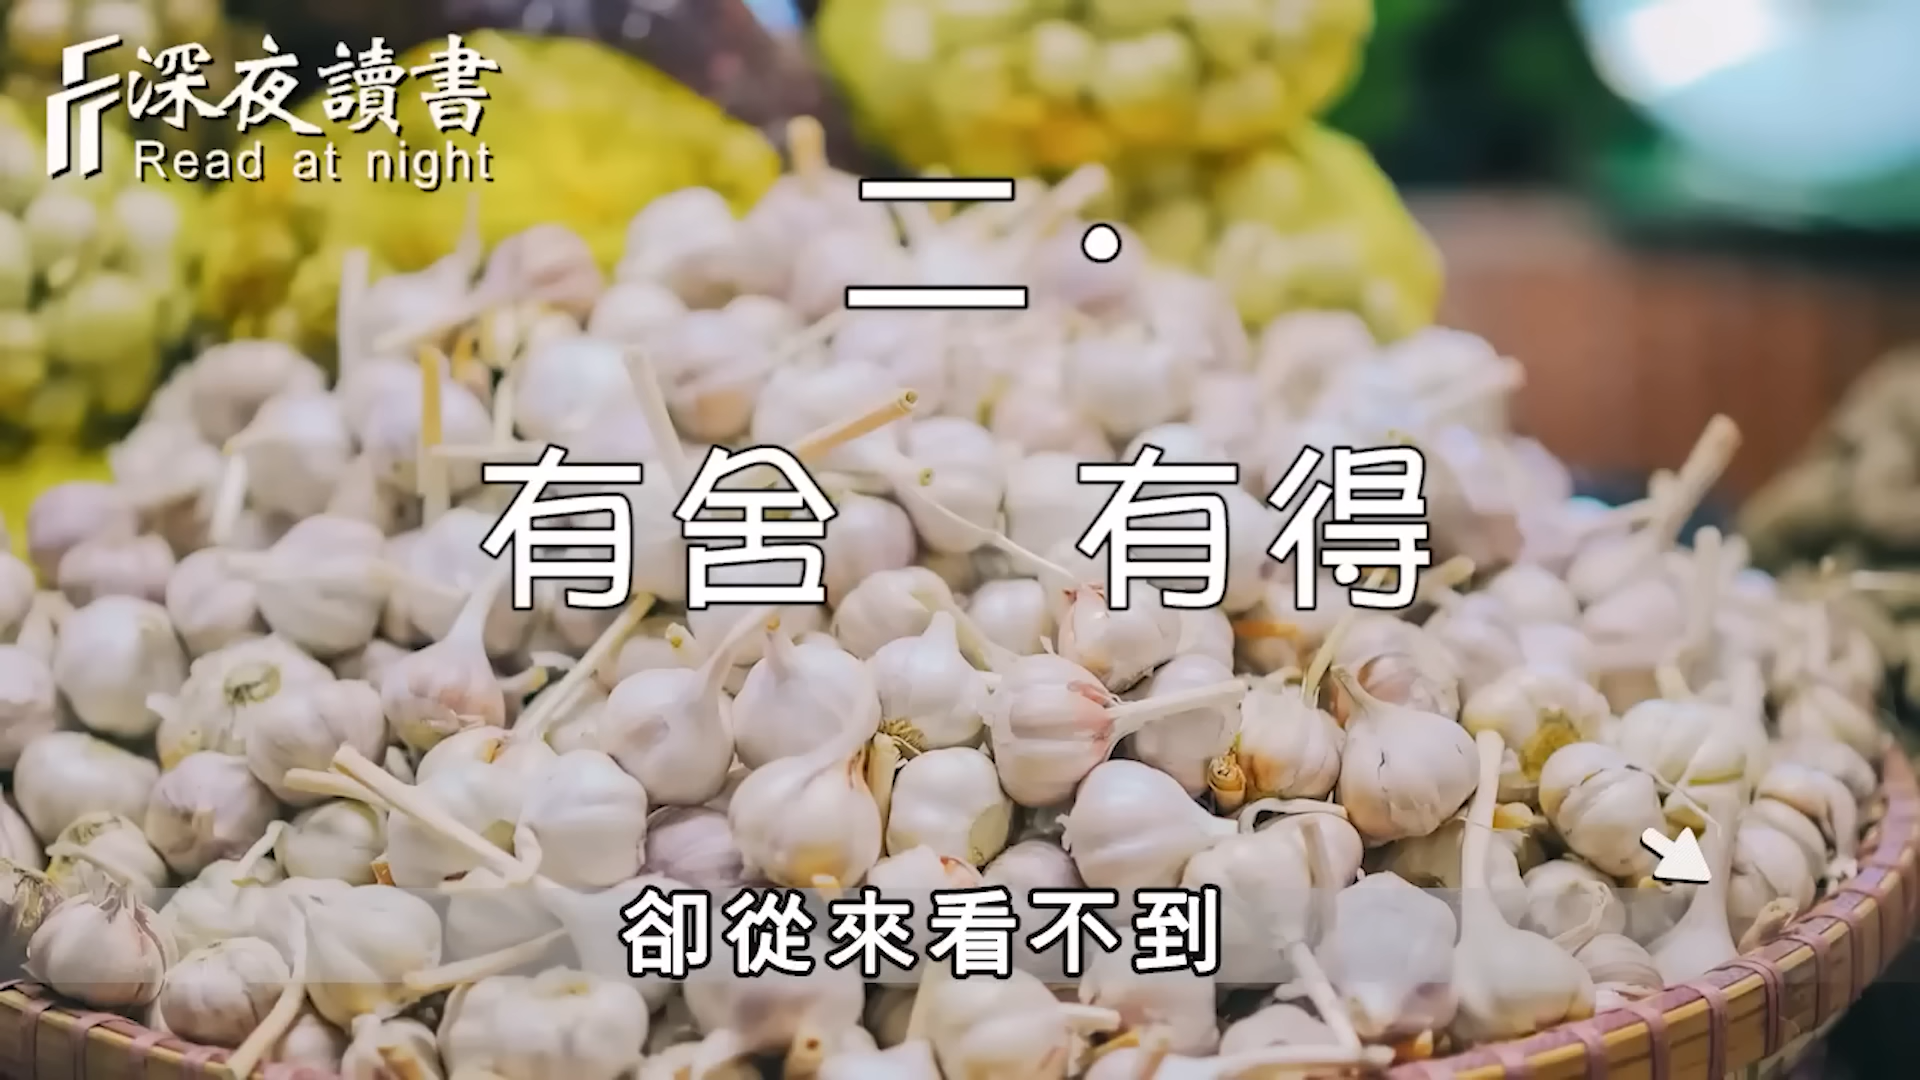 深夜讀書
Read at night
二.
有舍 有得
卻從來看不到